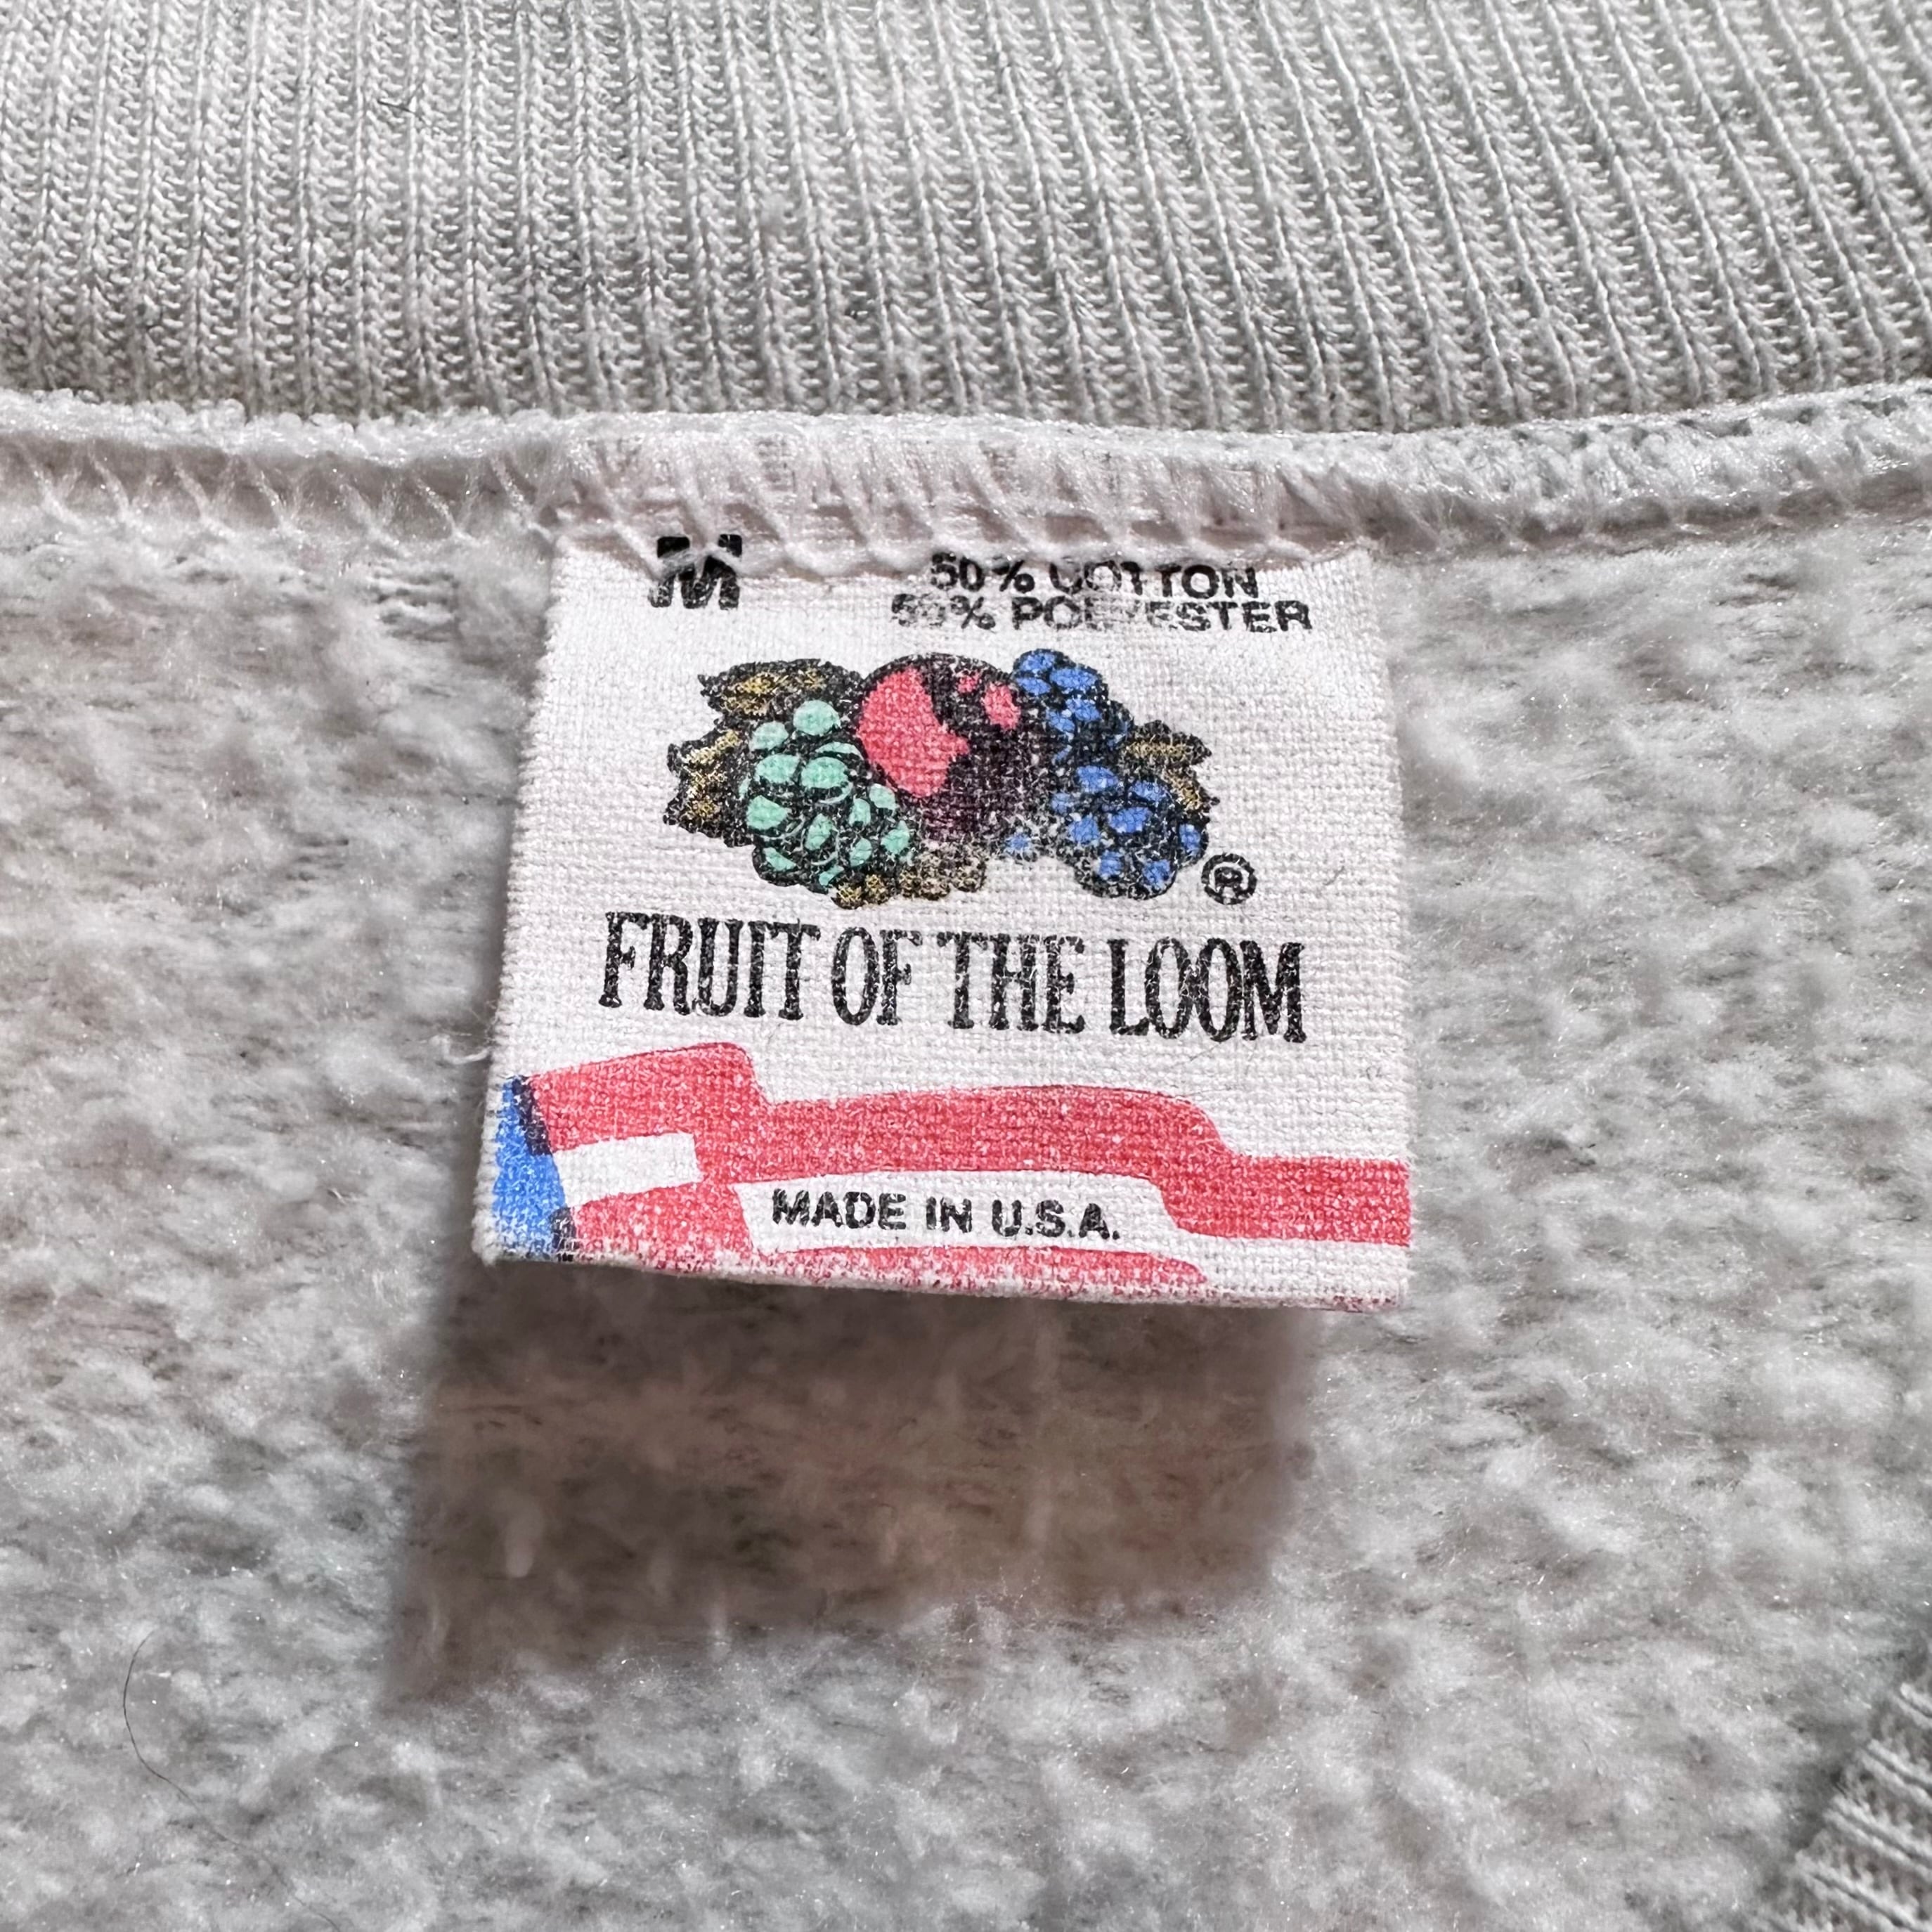 M
50% COTTON
50% POLYESTER
®
FRUIT OF THE LOOM
MADE IN U.S.A.